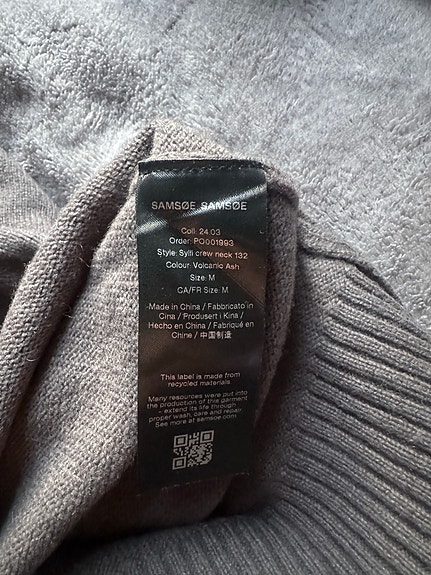 SAMSØE SAMSØE
Coll: 24.03
Order: PO001993
Style: Sylli crew neck 132
Colour: Volcanic Ash
Size: M
CA/FR Size: M
-Made in China / Fabbricato in
Cina / Produsert i Kina /
Hecho en China / Fabriqué en
Chine / 中国制造
This label is made from
recycled materials.
Many resources were put into
the production of this garment
- extend its life through
proper wash, care and repair.
See more at samsoe.com